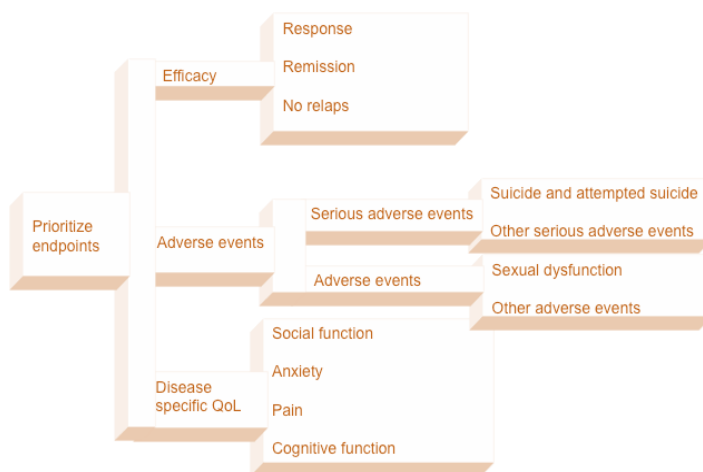 Prioritize
endpoints
Efficacy
Response
Remission
No relaps
Adverse events
Serious adverse events
Suicide and attempted suicide
Other serious adverse events
Adverse events
Sexual dysfunction
Other adverse events
Disease
specific QoL
Social function
Anxiety
Pain
Cognitive function